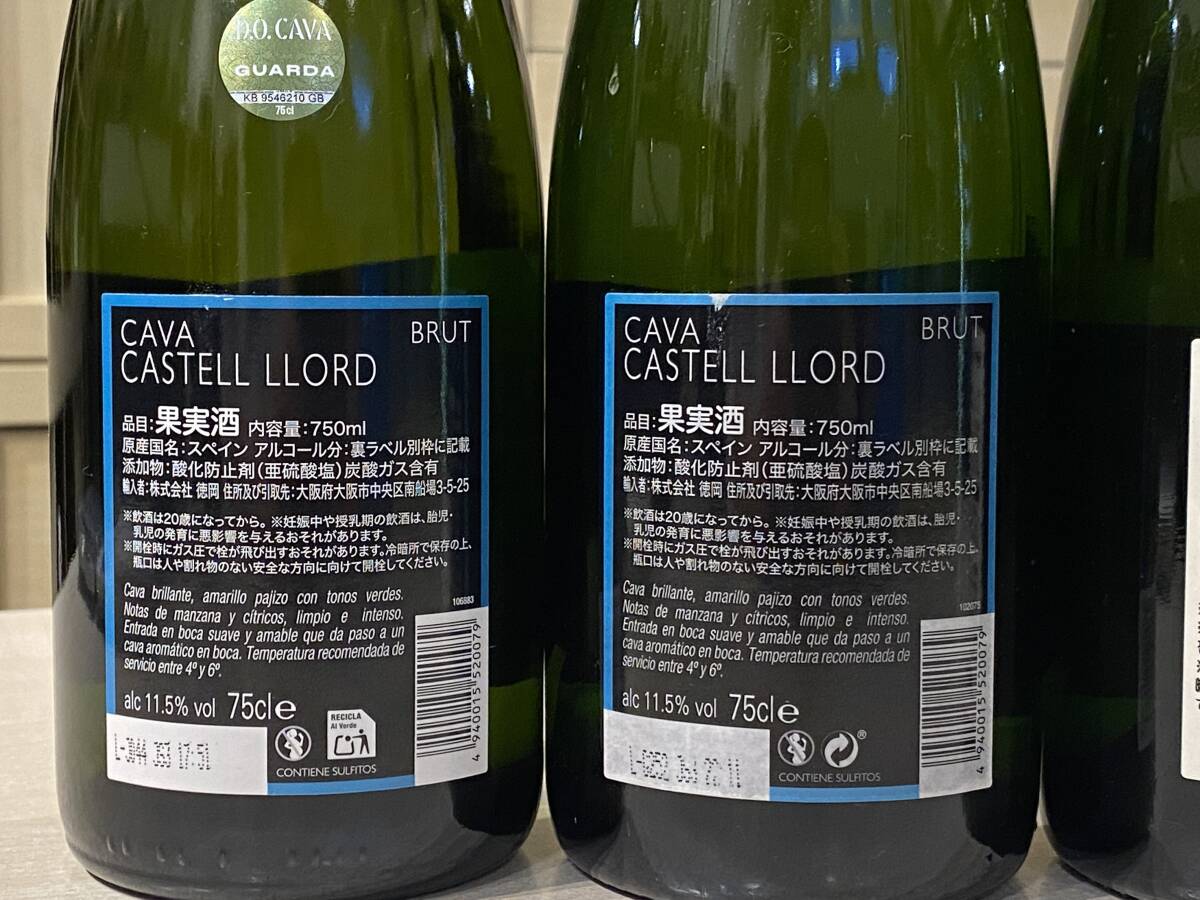 D.O. CAVA
GUARDA
KB 9546210 GB
75cl
CAVA BRUT
CASTELL LLORD
品目:果実酒 内容量:750ml
原産国名:スペイン アルコール分:裏ラベル別枠に記載
添加物:酸化防止剤(亜硫酸塩)炭酸ガス含有
輸入者:株式会社 徳岡 住所及び引取先:大阪府大阪市中央区南船場3-5-25
※飲酒は20歳になってから。※妊娠中や授乳期の飲酒は、胎児・
乳児の発育に悪影響を与えるおそれがあります。
※開栓時にガス圧で栓が飛び出すおそれがあります。冷暗所で保存の上、
瓶口は人や割れ物のない安全な方向に向けて開栓してください。
Cava brillante, amarillo pajizo con tonos verdes.
Notas de manzana y cítricos, limpio e intenso.
Entrada en boca suave y amable que da paso a un
cava aromático en boca. Temperatura recomendada de
servicio entre 4º y 6º.
106883
alc 11.5% vol 75cl e
RECICLA
Al Verde
CONTIENE SULFITOS
4 940015 520079
CAVA BRUT
CASTELL LLORD
品目:果実酒 内容量:750ml
原産国名:スペイン アルコール分:裏ラベル別枠に記載
添加物:酸化防止剤(亜硫酸塩)炭酸ガス含有
輸入者:株式会社 徳岡 住所及び引取先:大阪府大阪市中央区南船場3-5-25
※飲酒は20歳になってから。※妊娠中や授乳期の飲酒は、胎児・
乳児の発育に悪影響を与えるおそれがあります。
※開栓時にガス圧で栓が飛び出すおそれがあります。冷暗所で保存の上、
瓶口は人や割れ物のない安全な方向に向けて開栓してください。
Cava brillante, amarillo pajizo con tonos verdes.
Notas de manzana y cítricos, limpio e intenso.
Entrada en boca suave y amable que da paso a un
cava aromático en boca. Temperatura recomendada de
servicio entre 4º y 6º.
102075
alc 11.5% vol 75cl e
®
CONTIENE SULFITOS
4 940015 520079